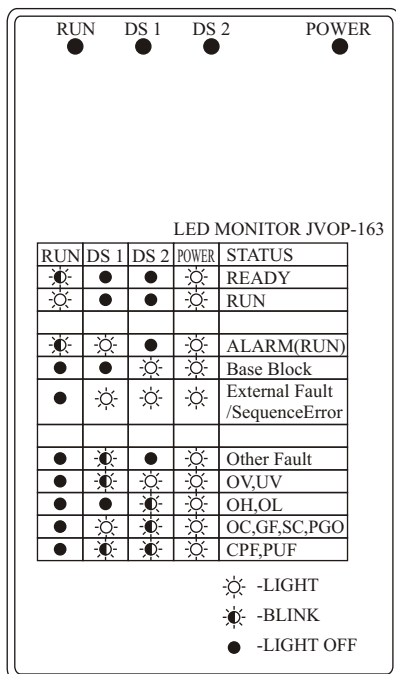 RUN DS 1 DS 2 POWER
LED MONITOR JVOP-163
RUN DS 1 DS 2 POWER STATUS
READY
RUN
ALARM(RUN)
Base Block
External Fault
/SequenceError
Other Fault
OV,UV
OH,OL
OC,GF,SC,PGO
CPF,PUF
-LIGHT
-BLINK
-LIGHT OFF